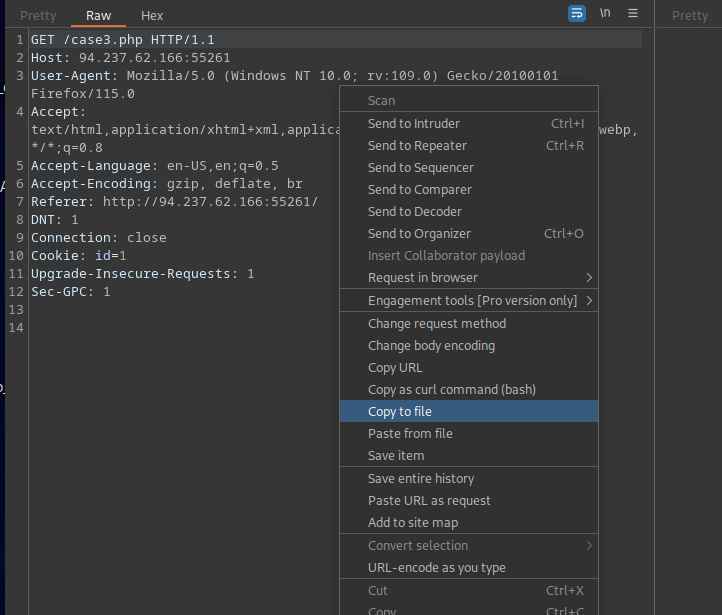 Pretty Raw Hex \n Pretty
1 GET /case3.php HTTP/1.1
2 Host: 94.237.62.166:55261
3 User-Agent: Mozilla/5.0 (Windows NT 10.0; rv:109.0) Gecko/20100101
Firefox/115.0
4 Accept:
text/html,application/xhtml+xml,applica webp,
*/*;q=0.8
5 Accept-Language: en-US,en;q=0.5
6 Accept-Encoding: gzip, deflate, br
7 Referer: http://94.237.62.166:55261/
8 DNT: 1
9 Connection: close
10 Cookie: id=1
11 Upgrade-Insecure-Requests: 1
12 Sec-GPC: 1
13
14
Scan
Send to Intruder Ctrl+I
Send to Repeater Ctrl+R
Send to Sequencer
Send to Comparer
Send to Decoder
Send to Organizer Ctrl+O
Insert Collaborator payload
Request in browser >
Engagement tools [Pro version only] >
Change request method
Change body encoding
Copy URL
Copy as curl command (bash)
Copy to file
Paste from file
Save item
Save entire history
Paste URL as request
Add to site map
Convert selection >
URL-encode as you type
Cut Ctrl+X
Copy Ctrl+C